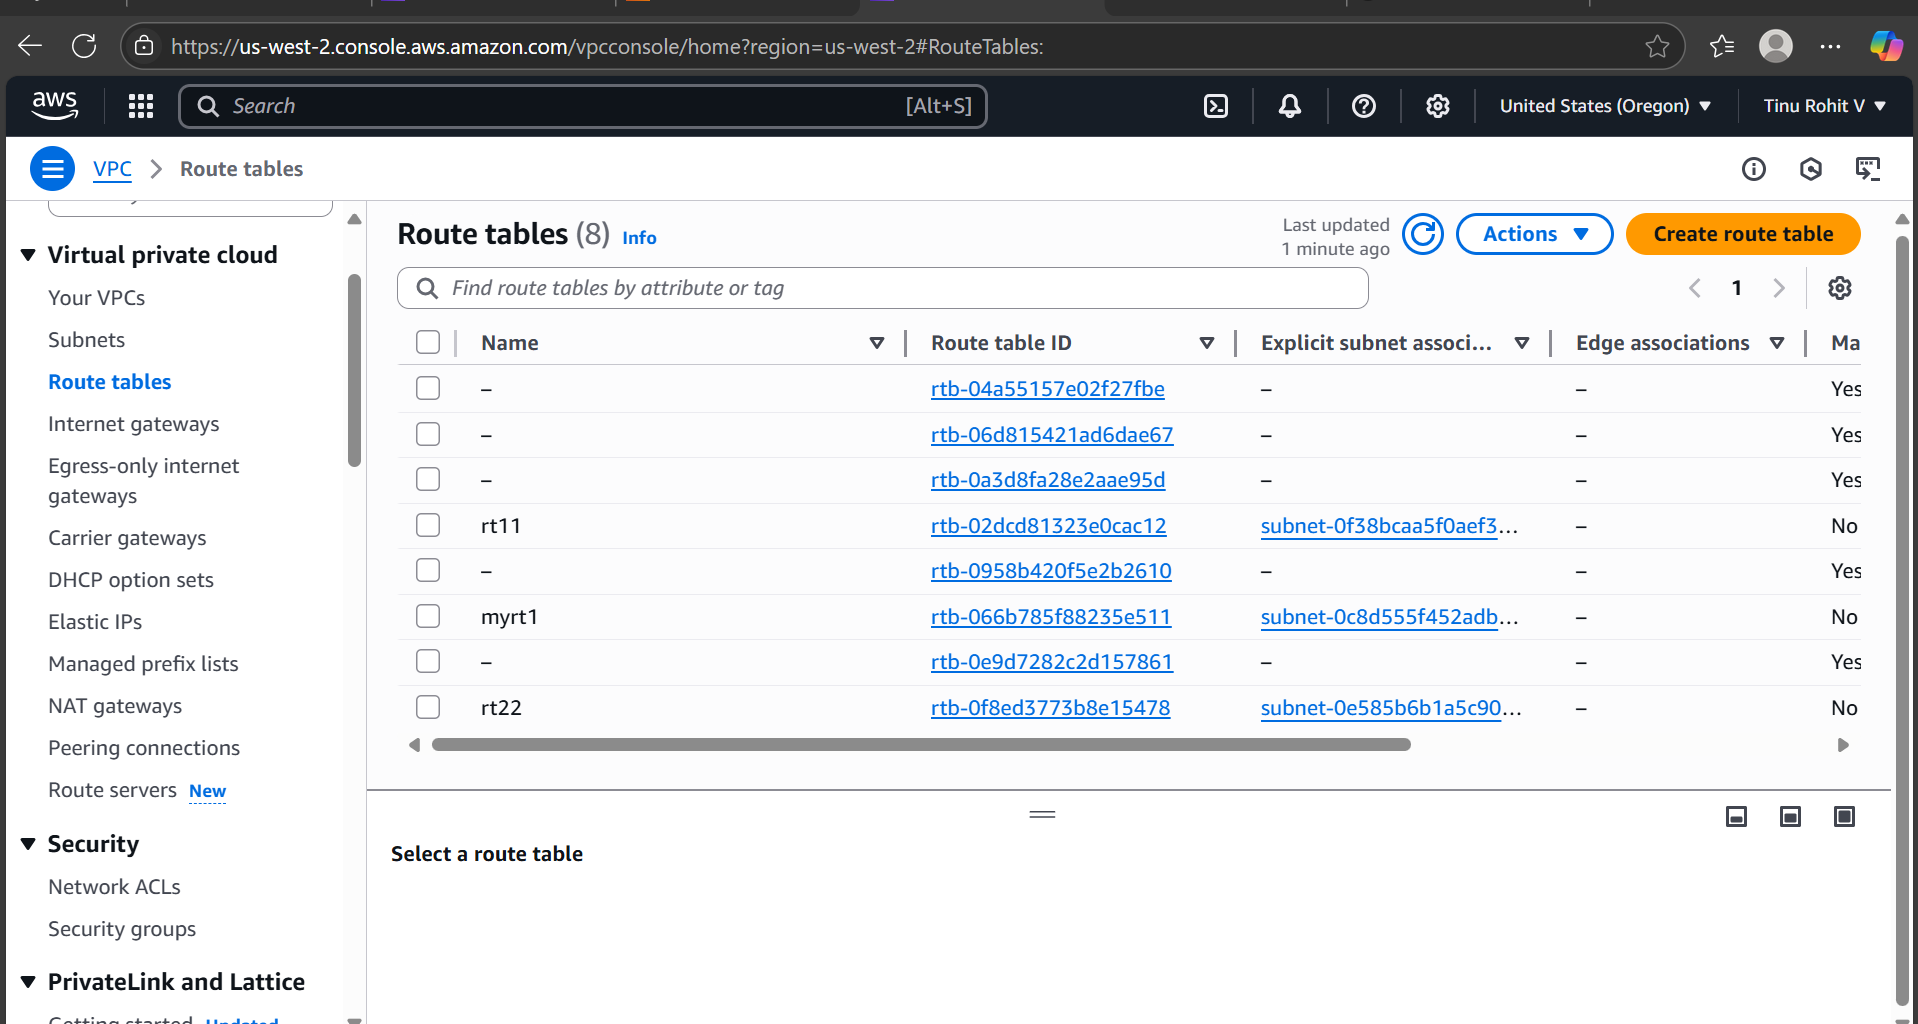 https://us-west-2.console.aws.amazon.com/vpcconsole/home?region=us-west-2#RouteTables:
aws
Search [Alt+S]
United States (Oregon)
Tinu Rohit V
VPC > Route tables
Virtual private cloud
Your VPCs
Subnets
Route tables
Internet gateways
Egress-only internet
gateways
Carrier gateways
DHCP option sets
Elastic IPs
Managed prefix lists
NAT gateways
Peering connections
Route servers New
Security
Network ACLs
Security groups
PrivateLink and Lattice
Getting started Updated
Route tables (8) Info
Last updated
1 minute ago
Actions
Create route table
Find route tables by attribute or tag
1
Name Route table ID Explicit subnet associ... Edge associations Ma
– rtb-04a55157e02f27fbe – – Yes
– rtb-06d815421ad6dae67 – – Yes
– rtb-0a3d8fa28e2aae95d – – Yes
rt11 rtb-02dcd81323e0cac12 subnet-0f38bcaa5f0aef3... – No
– rtb-0958b420f5e2b2610 – – Yes
myrt1 rtb-066b785f88235e511 subnet-0c8d555f452adb... – No
– rtb-0e9d7282c2d157861 – – Yes
rt22 rtb-0f8ed3773b8e15478 subnet-0e585b6b1a5c90... – No
Select a route table